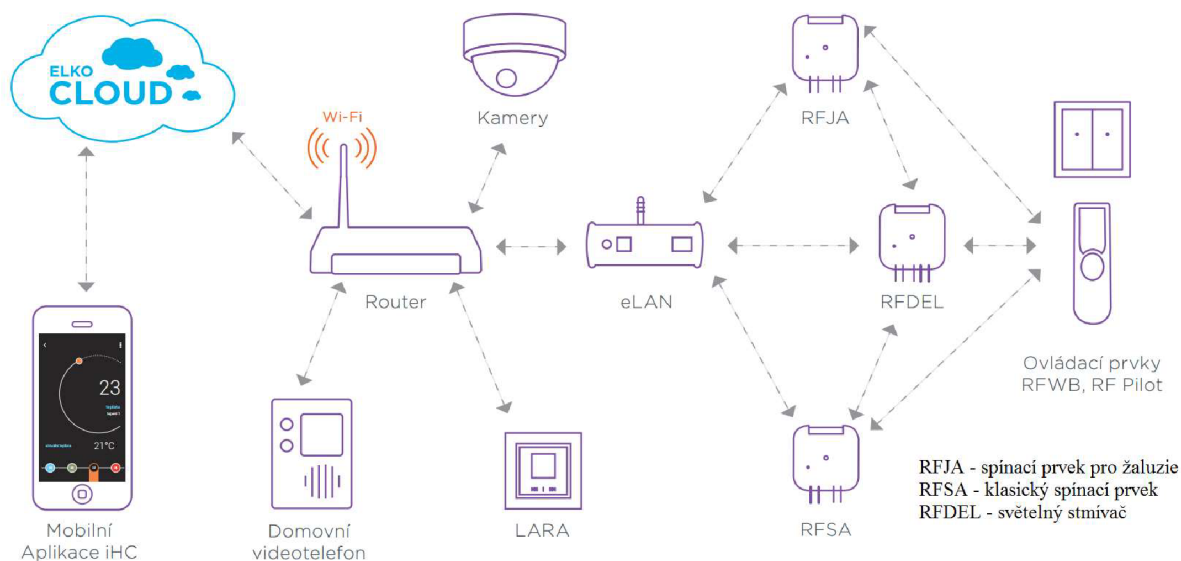 ELKO
CLOUD
Wi-Fi
Kamery
RFJA
Router
eLAN
RFDEL
Ovládací prvky
RFWB, RF Pilot
23
21°C
Mobilní
Aplikace iHC
Domovní
videotelefon
LARA
RFSA
RFJA - spínací prvek pro žaluzie
RFSA - klasický spínací prvek
RFDEL - světelný stmívač